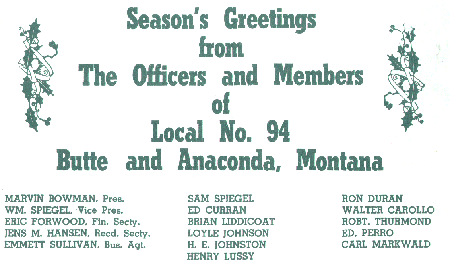 Season's Greetings
from
The Officers and Members
of
Local No. 94
Butte and Anaconda, Montana
MARVIN BOWMAN, Pres.
WM. SPIEGEL, Vice Pres.
ERIC FORWOOD, Fin. Secty.
JENS M. HANSEN, Recd. Secty.
EMMETT SULLIVAN, Bus. Agt.
SAM SPIEGEL
ED CURRAN
BRIAN LIDDICOAT
LOYLE JOHNSON
H. E. JOHNSTON
HENRY LUSSY
RON DURAN
WALTER CAROLLO
ROBT. THURMOND
ED. PERRO
CARL MARKWALD